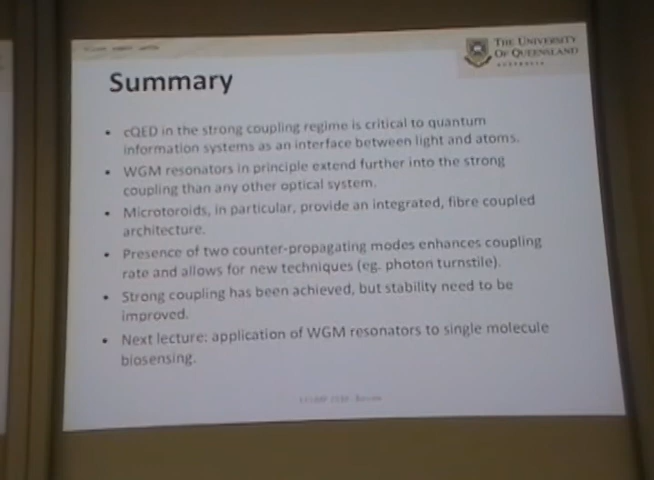 THE UNIVERSITY
OF QUEENSLAND
AUSTRALIA
Summary
• cQED in the strong coupling regime is critical to quantum
information systems as an interface between light and atoms.
• WGM resonators in principle extend further into the strong
coupling than any other optical system.
• Microtoroids, in particular, provide an integrated, fibre coupled
architecture.
• Presence of two counter-propagating modes enhances coupling
rate and allows for new techniques (eg. photon turnstile).
• Strong coupling has been achieved, but stability need to be
improved.
• Next lecture: application of WGM resonators to single molecule
biosensing.